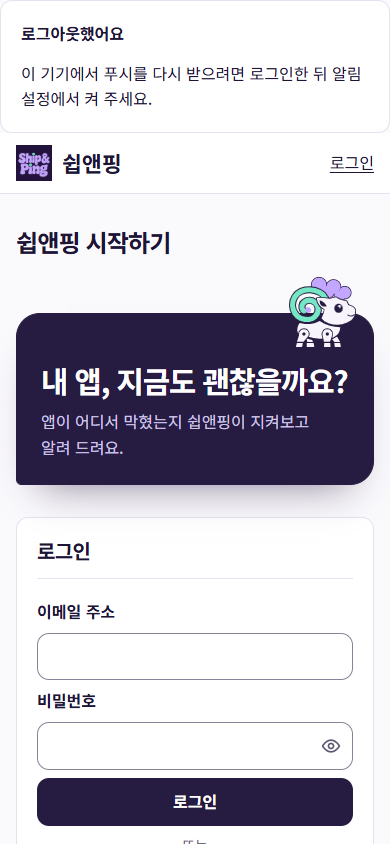 로그아웃했어요
이 기기에서 푸시를 다시 받으려면 로그인한 뒤 알림
설정에서 켜 주세요.
Ship&
Ping
쉽앤핑
로그인
쉽앤핑 시작하기
내 앱, 지금도 괜찮을까요?
앱이 어디서 막혔는지 쉽앤핑이 지켜보고
알려 드려요.
로그인
이메일 주소
비밀번호
로그인